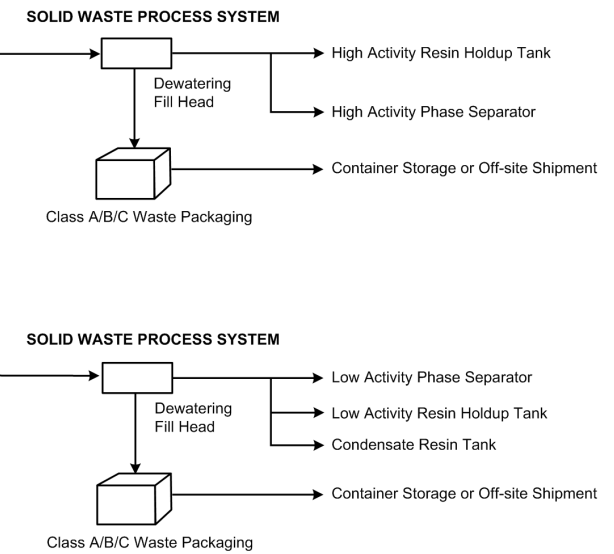 SOLID WASTE PROCESS SYSTEM
High Activity Resin Holdup Tank
Dewatering
Fill Head
High Activity Phase Separator
Container Storage or Off-site Shipment
Class A/B/C Waste Packaging
SOLID WASTE PROCESS SYSTEM
Low Activity Phase Separator
Dewatering
Fill Head
Low Activity Resin Holdup Tank
Condensate Resin Tank
Container Storage or Off-site Shipment
Class A/B/C Waste Packaging